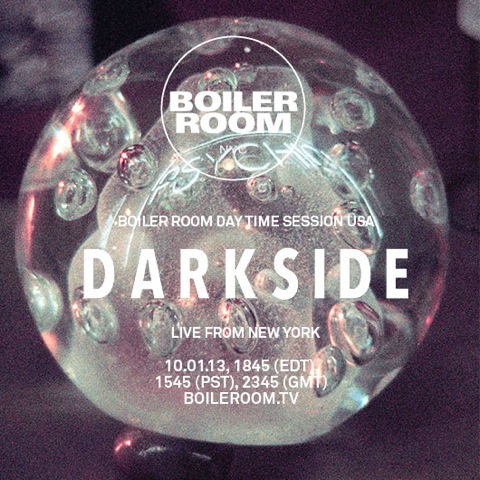 BOILER
ROOM
NYC
BOILER ROOM DAY TIME SESSION USA
DARKSIDE
LIVE FROM NEW YORK
10.01.13, 1845 (EDT),
1545 (PST), 2345 (GMT)
BOILEROOM.TV